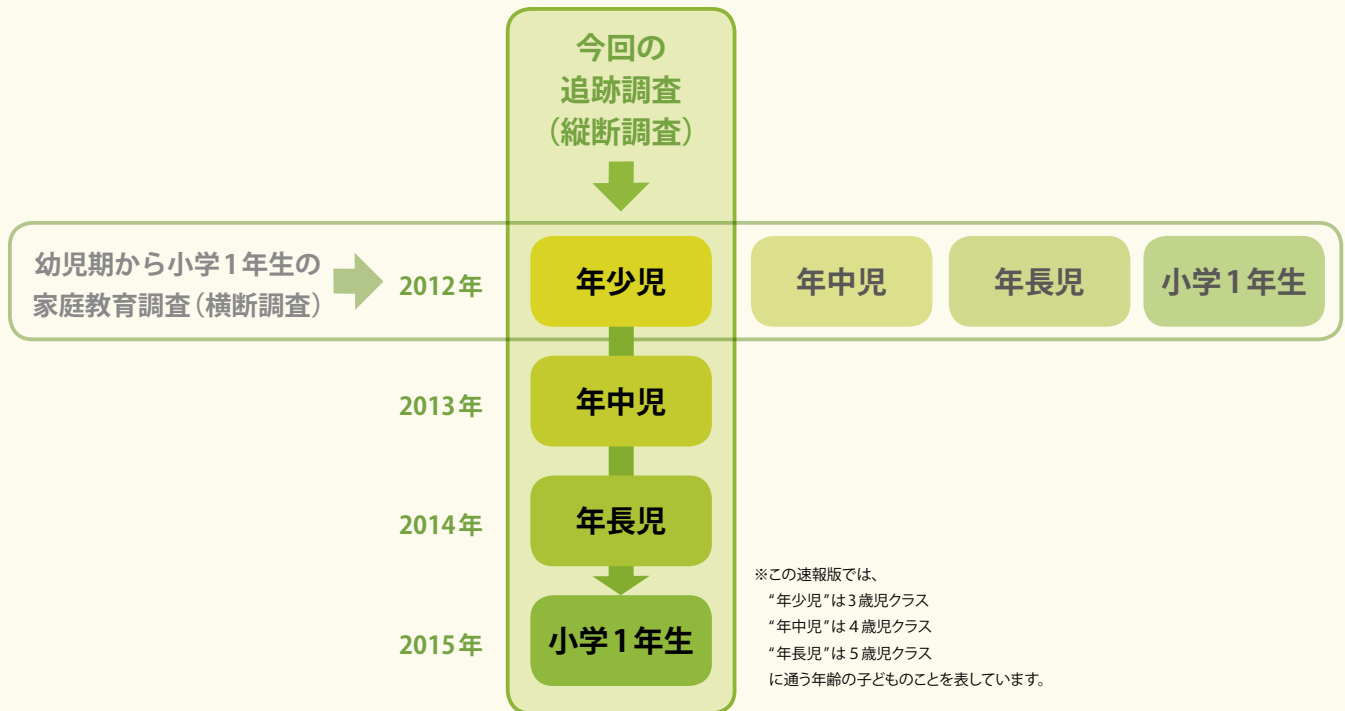 今回の
追跡調査
（縦断調査）
幼児期から小学1年生の
家庭教育調査（横断調査）
2012年
年少児
年中児
年長児
小学1年生
2013年
年中児
2014年
年長児
2015年
小学1年生
※この速報版では、
“年少児”は3歳児クラス
“年中児”は4歳児クラス
“年長児”は5歳児クラス
に通う年齢の子どものことを表しています。